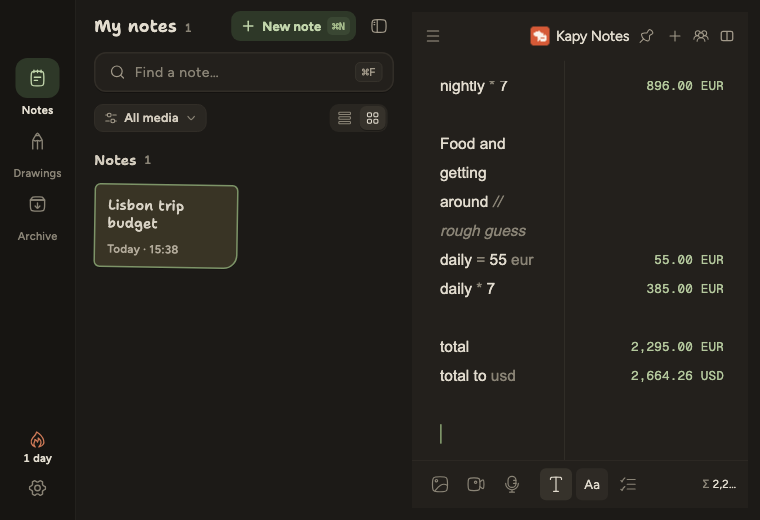 My notes 1
New note ⌘N
Find a note... ⌘F
All media
Notes
Drawings
Archive
Notes 1
Lisbon trip
budget
Today · 15:38
1 day
Kapy Notes
nightly * 7 896.00 EUR
Food and
getting
around //
rough guess
daily = 55 eur 55.00 EUR
daily * 7 385.00 EUR
total 2,295.00 EUR
total to usd 2,664.26 USD
Aa
Σ 2,2...